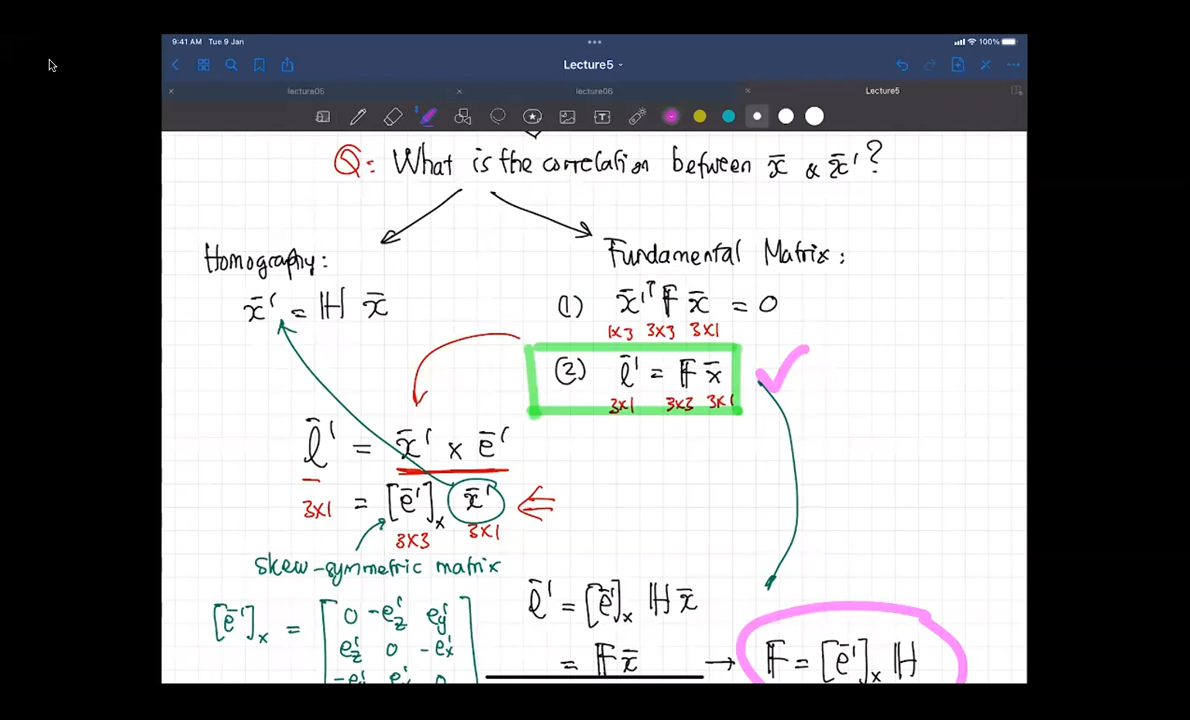 9:41 AM Tue 9 Jan
100%
Lecture5
lecture05
lecture06
Lecture5
Q: What is the correlation between x̄ & x̄'?
Homography:
x̄' = ℍ x̄
Fundamental Matrix:
(1) x̄'ᵀ 𝔽 x̄ = 0
1x3 3x3 3x1
(2) l̄' = 𝔽 x̄
3x1 3x3 3x1
l̄' = x̄' x ē'
3x1 = [ē']ₓ x̄'
3x3 3x1
skew-symmetric matrix
[ē']ₓ = [ 0 -e'z e'y
e'z 0 -e'x
l̄' = [ē']ₓ ℍ x̄
= 𝔽 x̄ → 𝔽 = [ē']ₓ ℍ